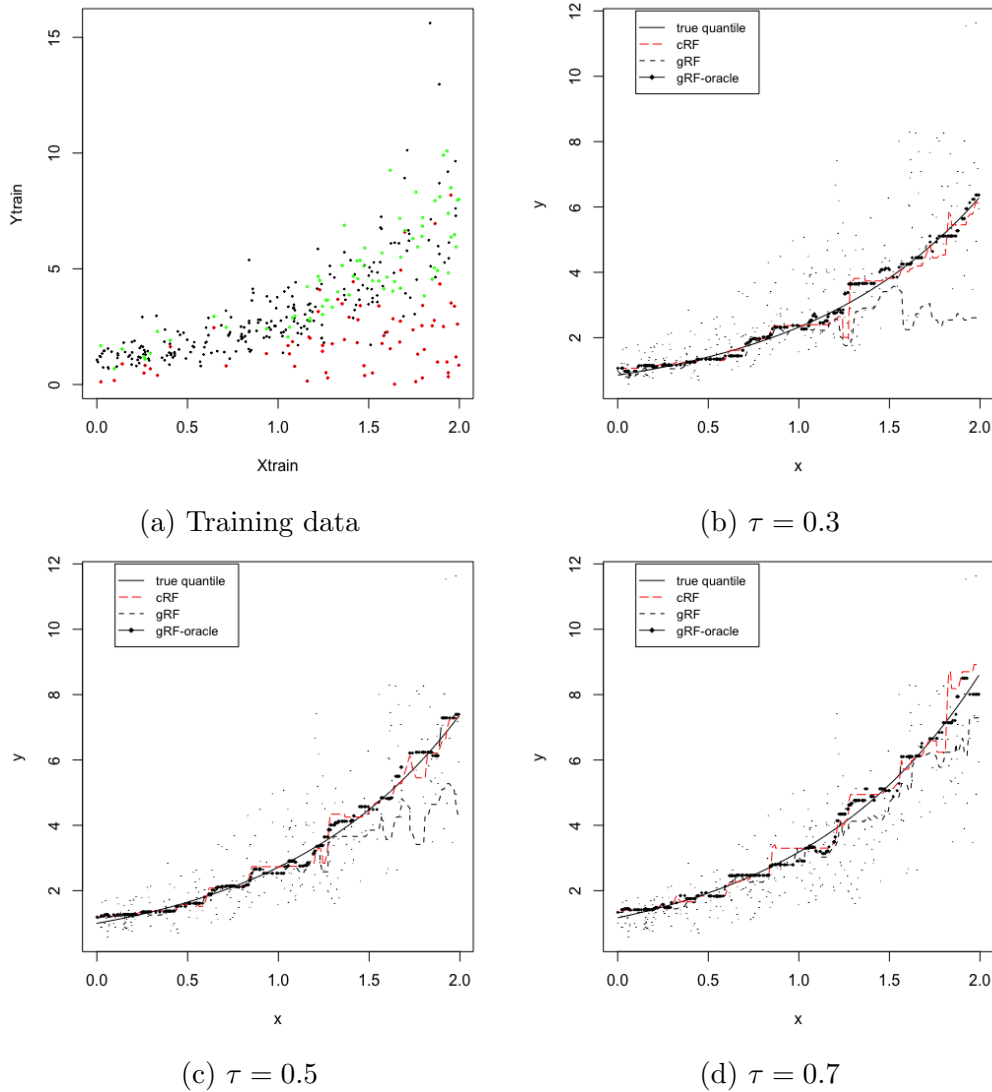 15
10
5
0
Ytrain
0.0 0.5 1.0 1.5 2.0
Xtrain
(a) Training data
true quantile
cRF
gRF
gRF-oracle
12
10
8
6
4
2
y
0.0 0.5 1.0 1.5 2.0
x
(b) τ = 0.3
true quantile
cRF
gRF
gRF-oracle
12
10
8
6
4
2
y
0.0 0.5 1.0 1.5 2.0
x
(c) τ = 0.5
true quantile
cRF
gRF
gRF-oracle
12
10
8
6
4
2
y
0.0 0.5 1.0 1.5 2.0
x
(d) τ = 0.7